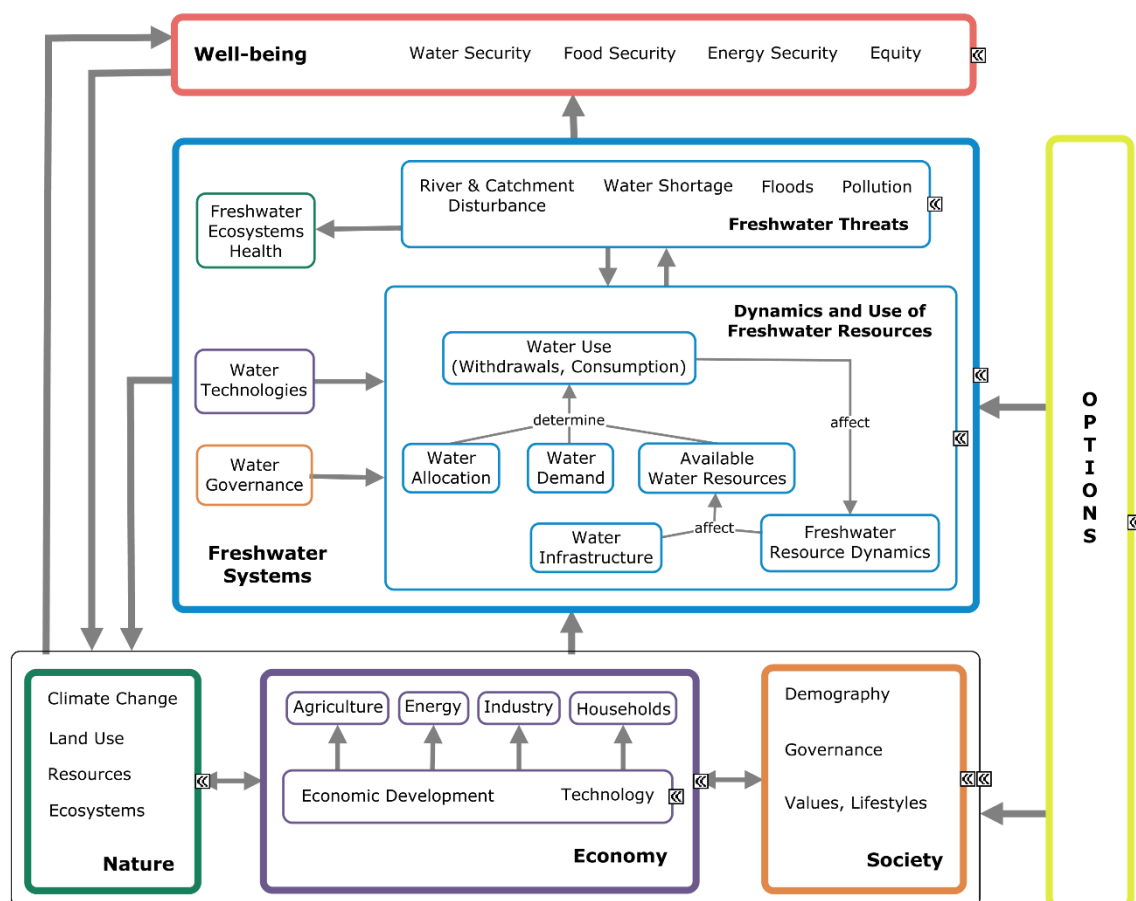 Well-being
Water Security
Food Security
Energy Security
Equity
River & Catchment
Disturbance
Water Shortage
Floods
Pollution
Freshwater Threats
Freshwater
Ecosystems
Health
Dynamics and Use of
Freshwater Resources
Water Use
(Withdrawals, Consumption)
Water
Technologies
determine
affect
Water
Allocation
Water
Demand
Available
Water Resources
Water
Governance
affect
Water
Infrastructure
Freshwater
Resource Dynamics
Freshwater
Systems
OPTIONS
Climate Change
Land Use
Resources
Ecosystems
Nature
Agriculture
Energy
Industry
Households
Economic Development
Technology
Economy
Demography
Governance
Values, Lifestyles
Society